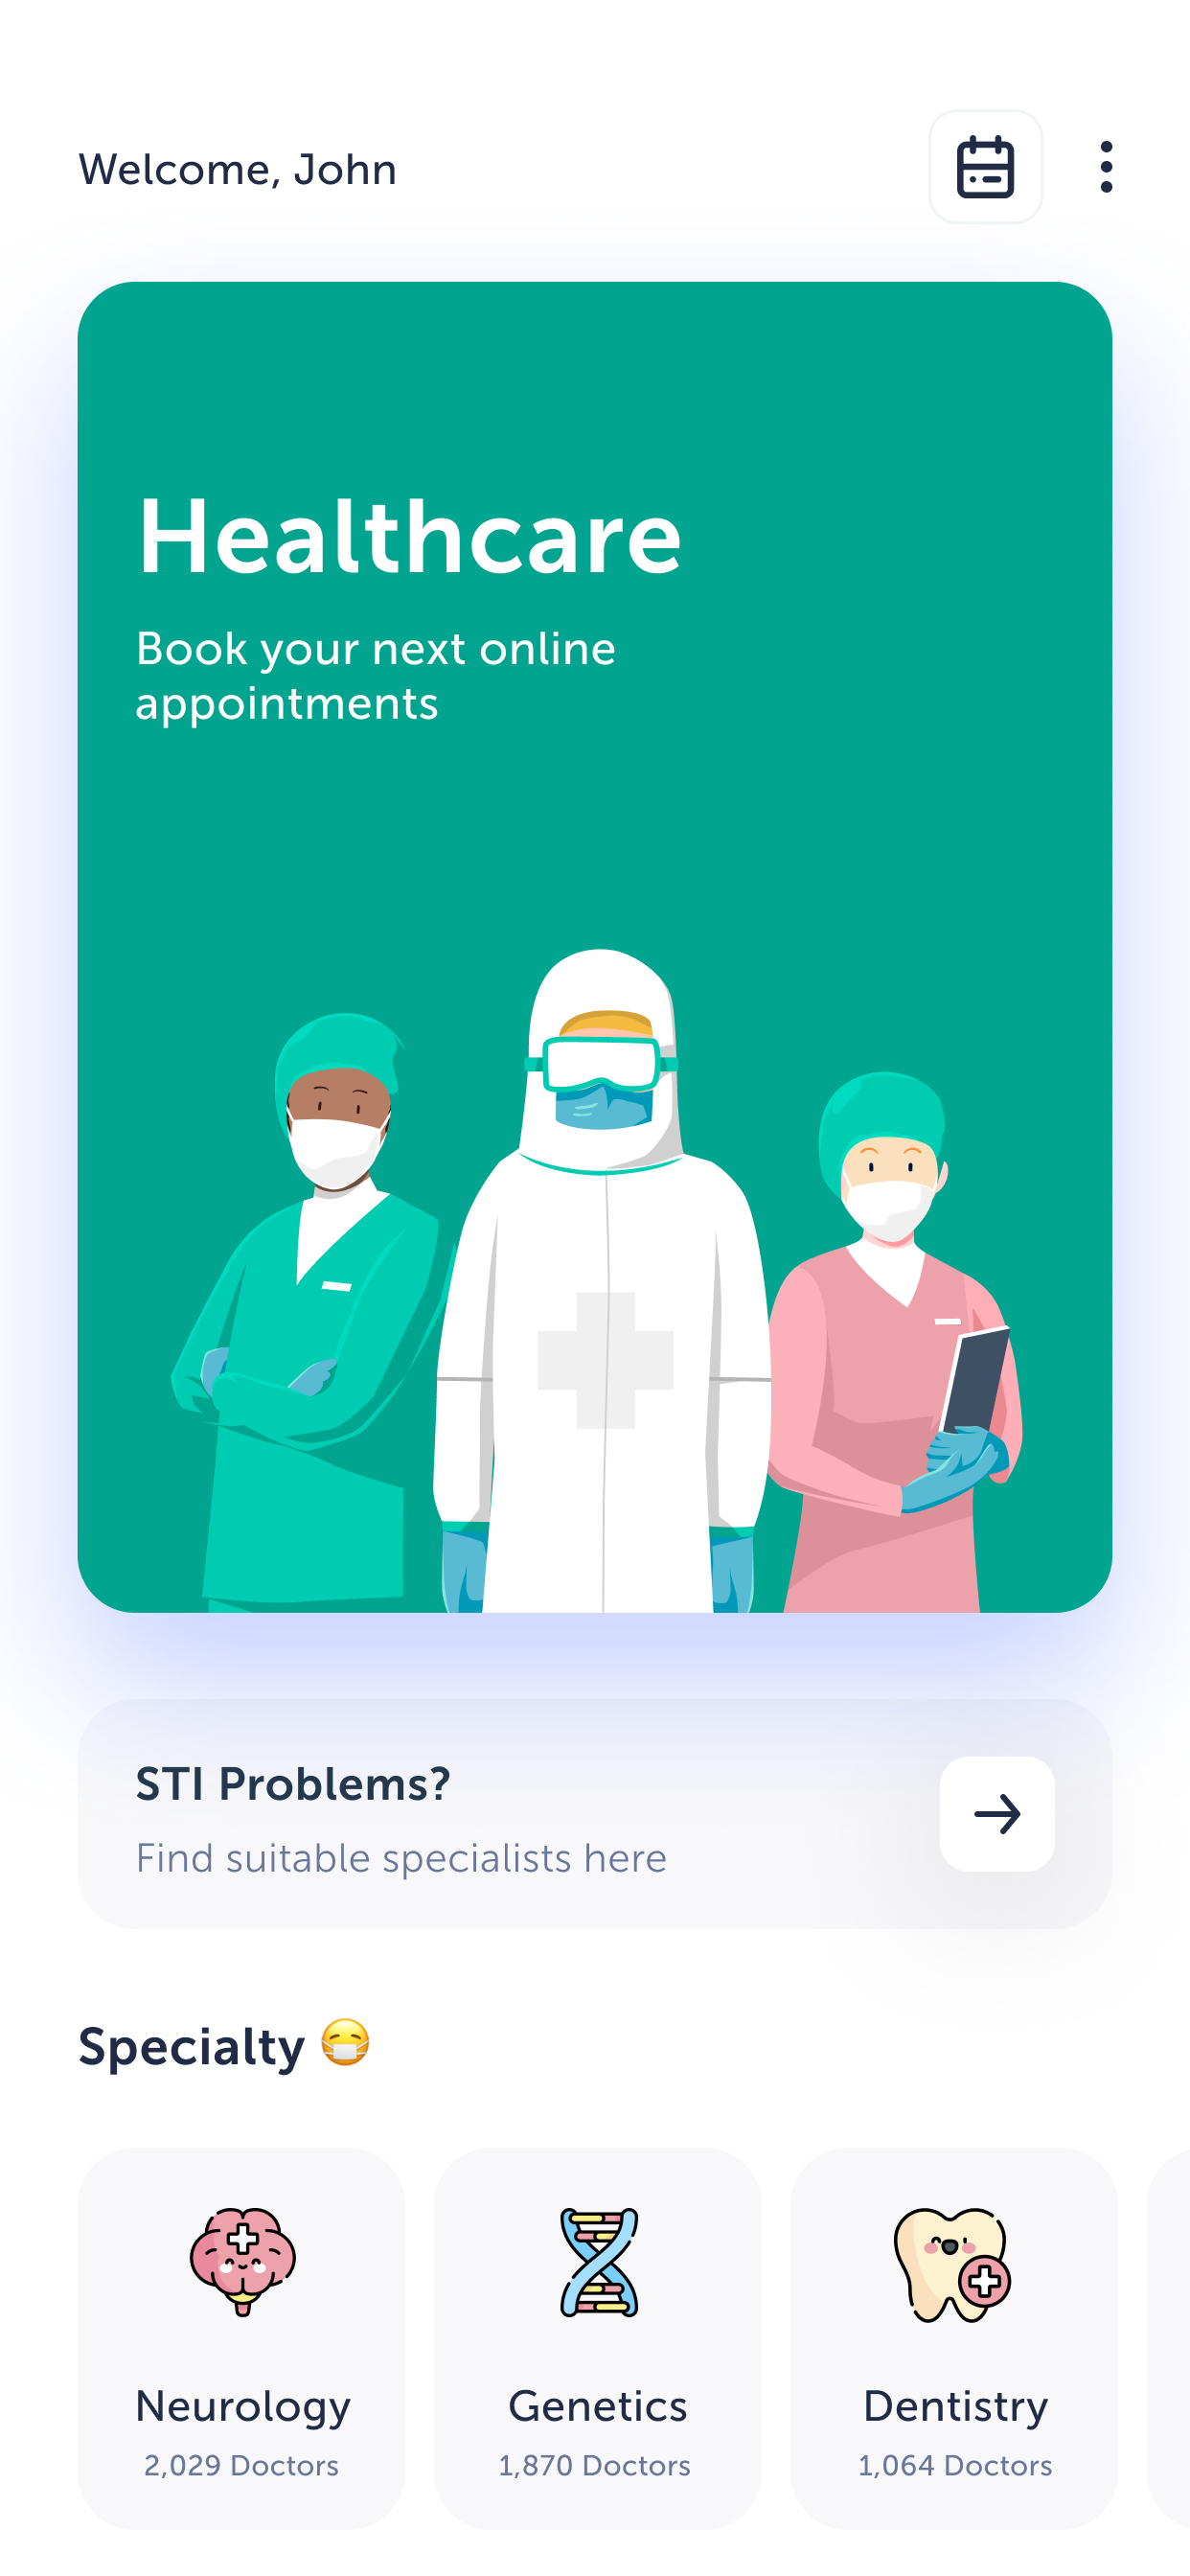 Welcome, John
Healthcare
Book your next online
appointments
STI Problems?
Find suitable specialists here
Specialty 😷
Neurology
2,029 Doctors
Genetics
1,870 Doctors
Dentistry
1,064 Doctors